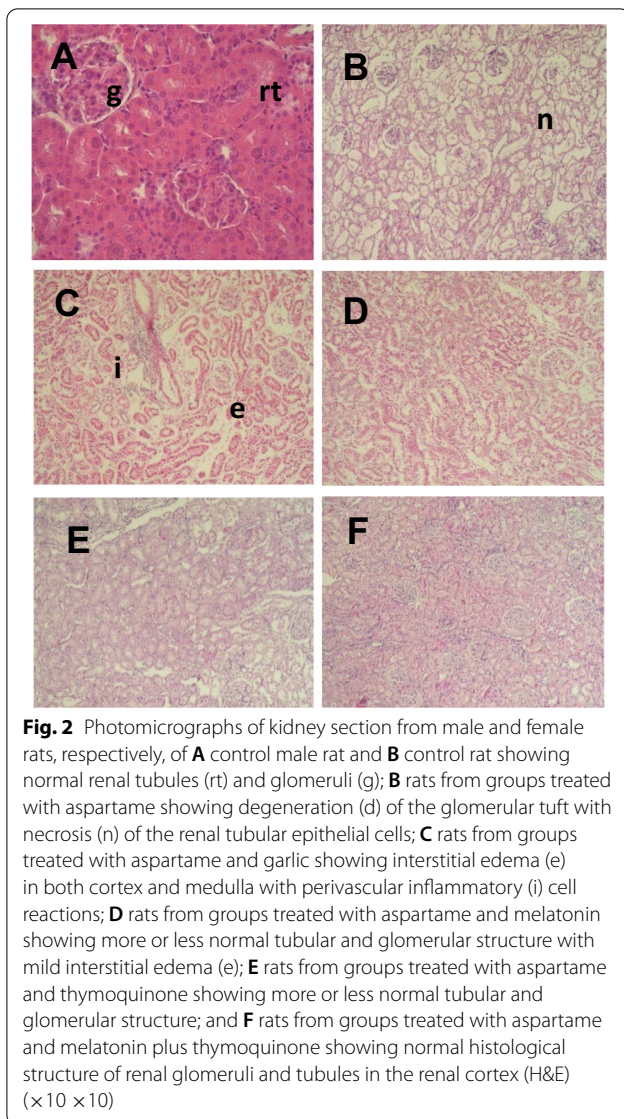 A
g
rt
B
n
C
i
e
D
E
F
Fig. 2 Photomicrographs of kidney section from male and female
rats, respectively, of A control male rat and B control rat showing
normal renal tubules (rt) and glomeruli (g); B rats from groups treated
with aspartame showing degeneration (d) of the glomerular tuft with
necrosis (n) of the renal tubular epithelial cells; C rats from groups
treated with aspartame and garlic showing interstitial edema (e)
in both cortex and medulla with perivascular inflammatory (i) cell
reactions; D rats from groups treated with aspartame and melatonin
showing more or less normal tubular and glomerular structure with
mild interstitial edema (e); E rats from groups treated with aspartame
and thymoquinone showing more or less normal tubular and
glomerular structure; and F rats from groups treated with aspartame
and melatonin plus thymoquinone showing normal histological
structure of renal glomeruli and tubules in the renal cortex (H&E)
(×10 ×10)